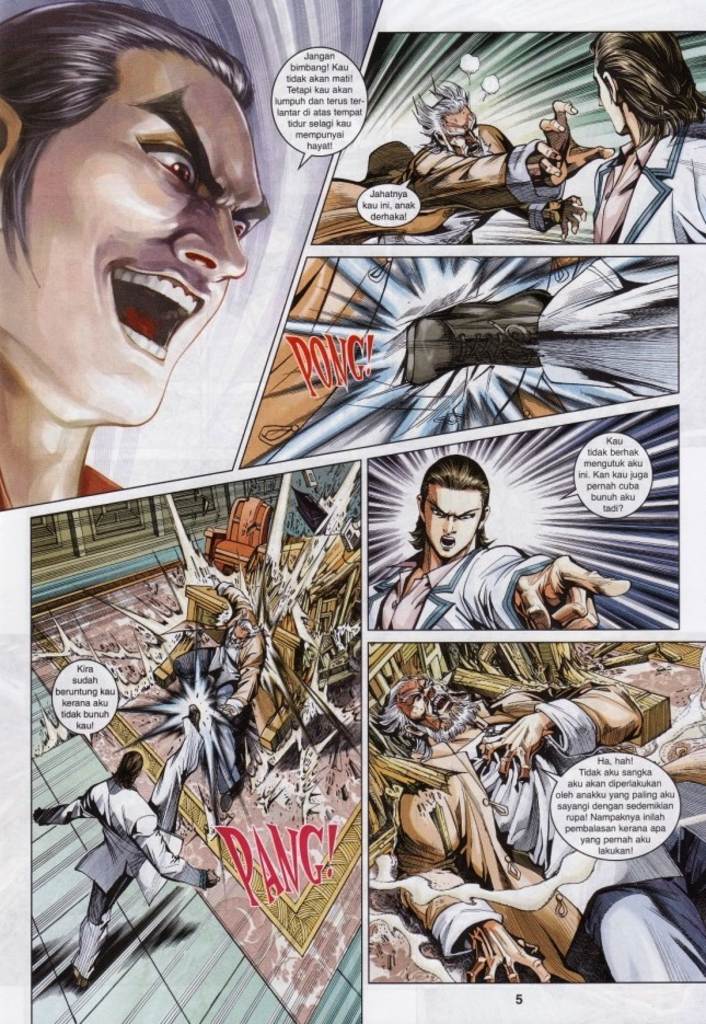 Jangan
bimbang! Kau
tidak akan mati!
Tetapi kau akan
lumpuh dan terus ter-
lantar di atas tempat
tidur selagi kau
mempunyai
hayat!
Jahatnya
kau ini, anak
derhaka!
PONG!
Kau
tidak berhak
mengutuk aku
ini. Kan kau juga
pernah cuba
bunuh aku
tadi?
Kira
sudah
beruntung kau
aku tidak bunuh
kau!
PANG!
Ha, hah!
Tidak aku sangka
aku akan diperlakukan
oleh anakku yang paling aku
sayangi dengan sedemikian
rupa! Nampaknya, ini
pembalasan kerana apa
yang pernah aku
lakukan!
5